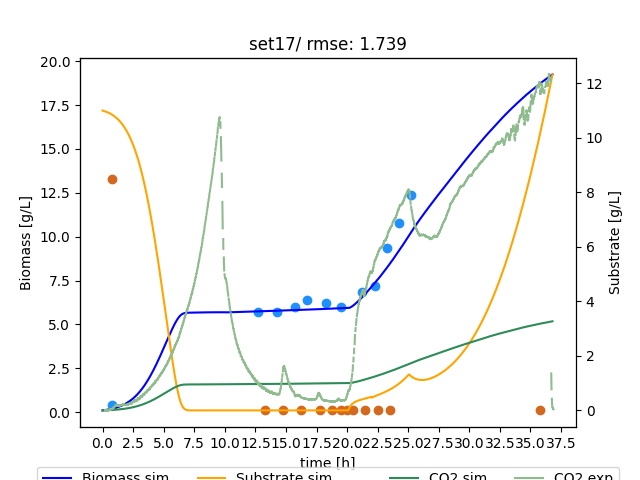 set17/ rmse: 1.739
20.0
17.5
15.0
12.5
10.0
7.5
5.0
2.5
0.0
Biomass [g/L]
12
10
8
6
4
2
0
Substrate [g/L]
0.0 2.5 5.0 7.5 10.0 12.5 15.0 17.5 20.0 22.5 25.0 27.5 30.0 32.5 35.0 37.5
time [h]
Biomass sim Substrate sim CO2 sim CO2 exp